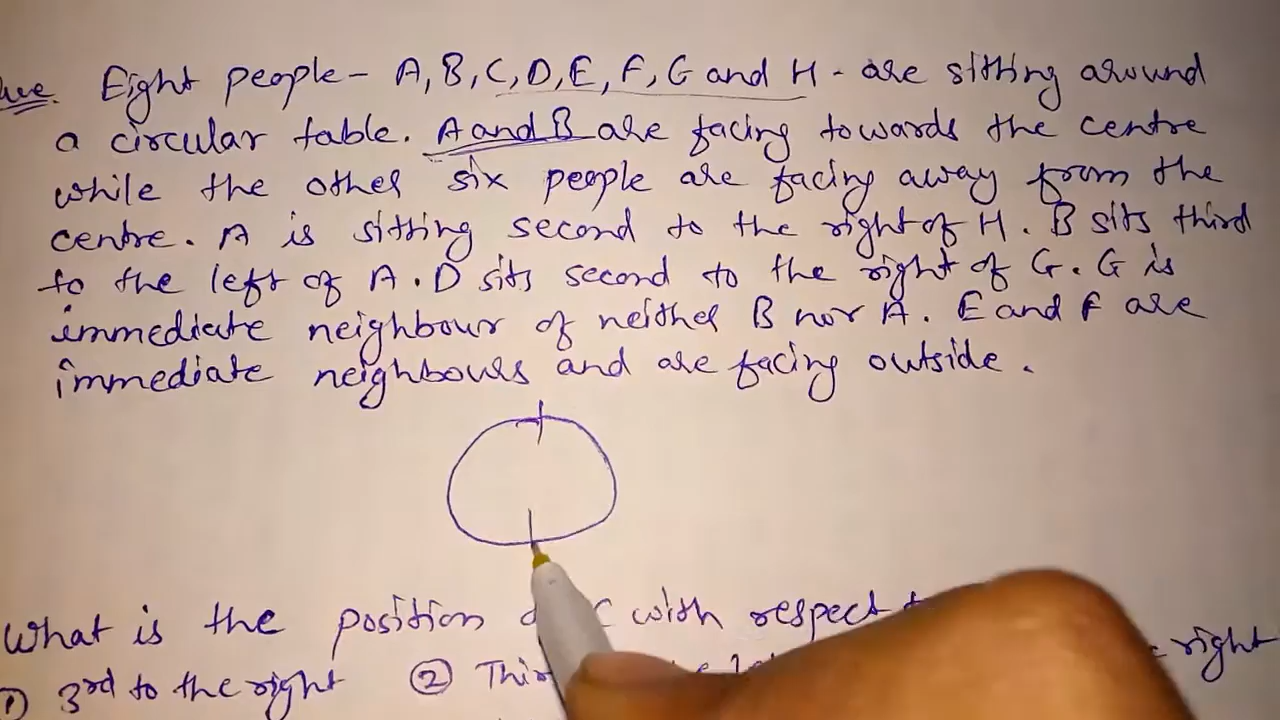 Eight people - A, B, C, D, E, F, G and H - are sitting around
a circular table. A and B are facing towards the centre
while the other six people are facing away from the
centre. A is sitting second to the right of H. B sits third
to the left of A. D sits second to the right of G. G is
immediate neighbour of neither B nor A. E and F are
immediate neighbours and are facing outside.
What is the position C with respect
① 3rd to the right ② right